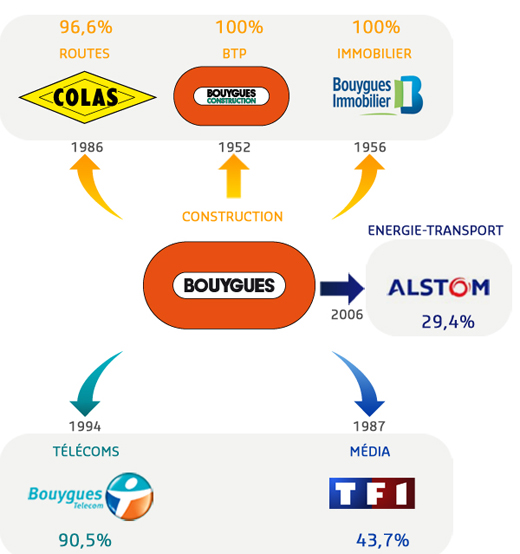 96,6%
100%
100%
ROUTES
BTP
IMMOBILIER
COLAS
BOUYGUES
CONSTRUCTION
Bouygues
Immobilier
1986
1952
1956
CONSTRUCTION
ENERGIE-TRANSPORT
BOUYGUES
ALSTOM
2006
29,4%
1994
1987
TÉLÉCOMS
MÉDIA
Bouygues
Telecom
TF1
90,5%
43,7%